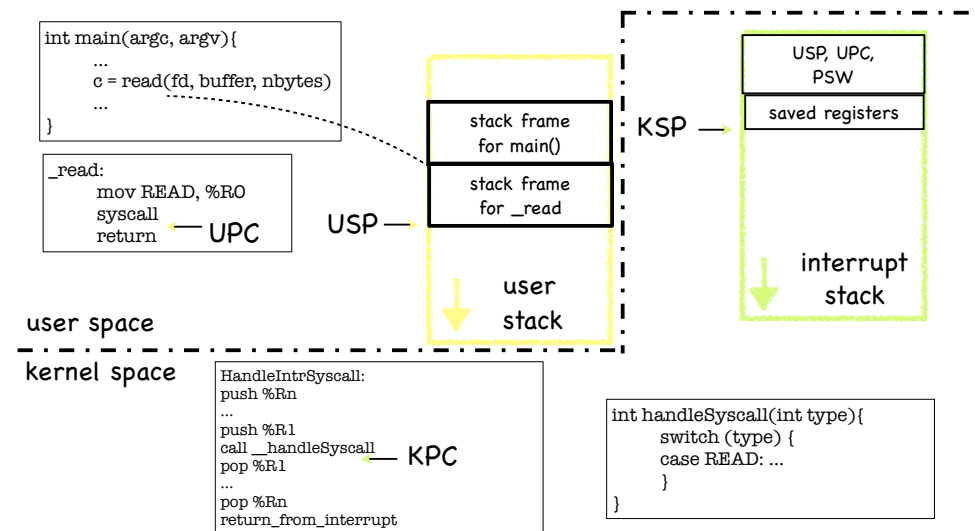 int main(argc, argv){
...
c = read(fd, buffer, nbytes)
...
}
_read:
mov READ, %R0
syscall
return
UPC
USP
stack frame
for main()
stack frame
for _read
user
stack
KSP
USP, UPC,
PSW
saved registers
interrupt
stack
user space
kernel space
HandleIntrSyscall:
push %Rn
...
push %R1
call __handleSyscall
pop %R1
...
pop %Rn
return_from_interrupt
KPC
int handleSyscall(int type){
switch (type) {
case READ: ...
}
}